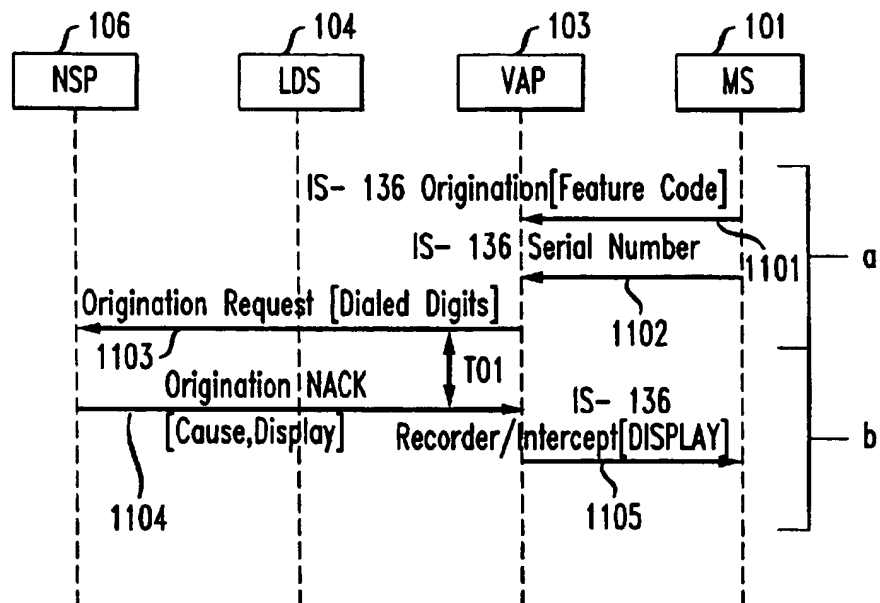 106 104 103 101
NSP LDS VAP MS
IS- 136 Origination[Feature Code]
1101
IS- 136 Serial Number
a
1102
Origination Request [Dialed Digits]
1103
T01
Origination NACK
[Cause,Display]
IS- 136
Recorder/Intercept[DISPLAY]
b
1104
1105